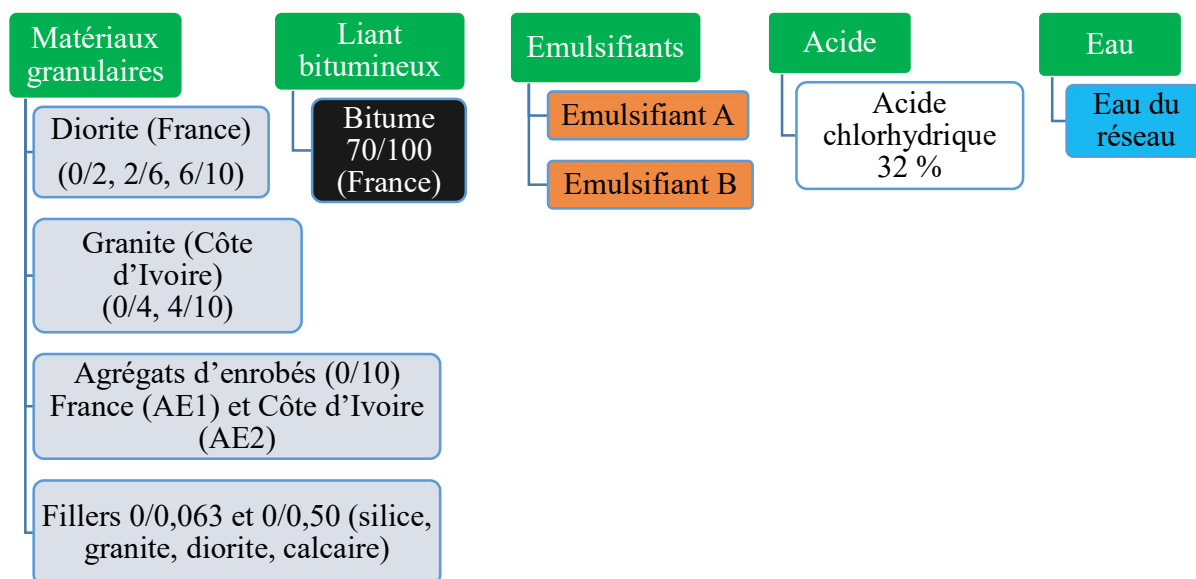 Matériaux
granulaires
Diorite (France)
(0/2, 2/6, 6/10)
Granite (Côte
d’Ivoire)
(0/4, 4/10)
Agrégats d’enrobés (0/10)
France (AE1) et Côte d’Ivoire
(AE2)
Fillers 0/0,063 et 0/0,50 (silice,
granite, diorite, calcaire)
Liant
bitumineux
Bitume
70/100
(France)
Emulsifiants
Emulsifiant A
Emulsifiant B
Acide
Acide
chlorhydrique
32 %
Eau
Eau du
réseau